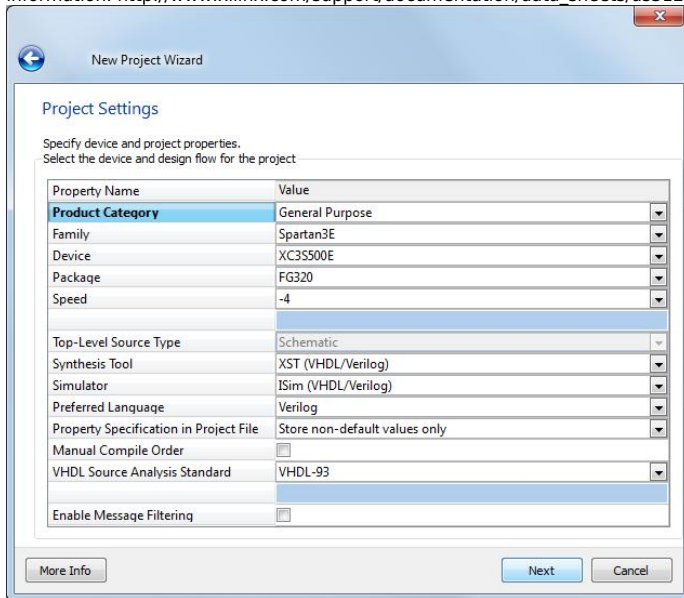 New Project Wizard
Project Settings
Specify device and project properties.
Select the device and design flow for the project
Property Name Value
Product Category General Purpose
Family Spartan3E
Device XC3S500E
Package FG320
Speed -4
Top-Level Source Type Schematic
Synthesis Tool XST (VHDL/Verilog)
Simulator ISim (VHDL/Verilog)
Preferred Language Verilog
Property Specification in Project File Store non-default values only
Manual Compile Order
VHDL Source Analysis Standard VHDL-93
Enable Message Filtering
More Info Next Cancel